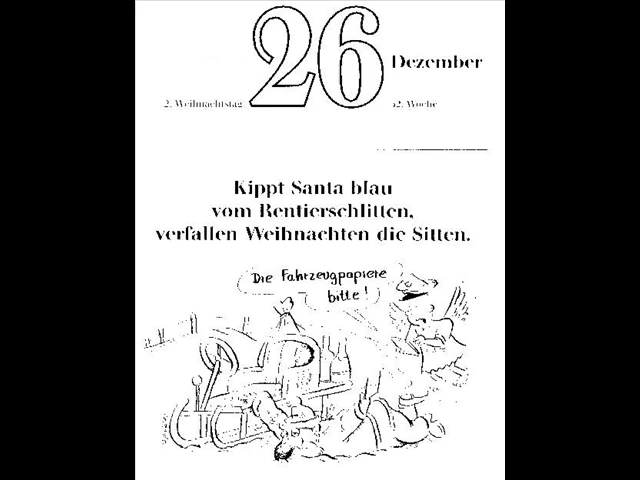 26
Dezember
2. Weihnachtstag
52. Woche
Kippt Santa blau
vom Rentierschlitten,
verfallen Weihnachten die Sitten.
Die Fahrzeugpapiere
bitte!